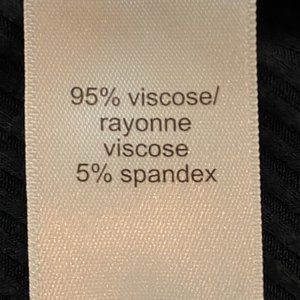 95% viscose/
rayonne
viscose
5% spandex